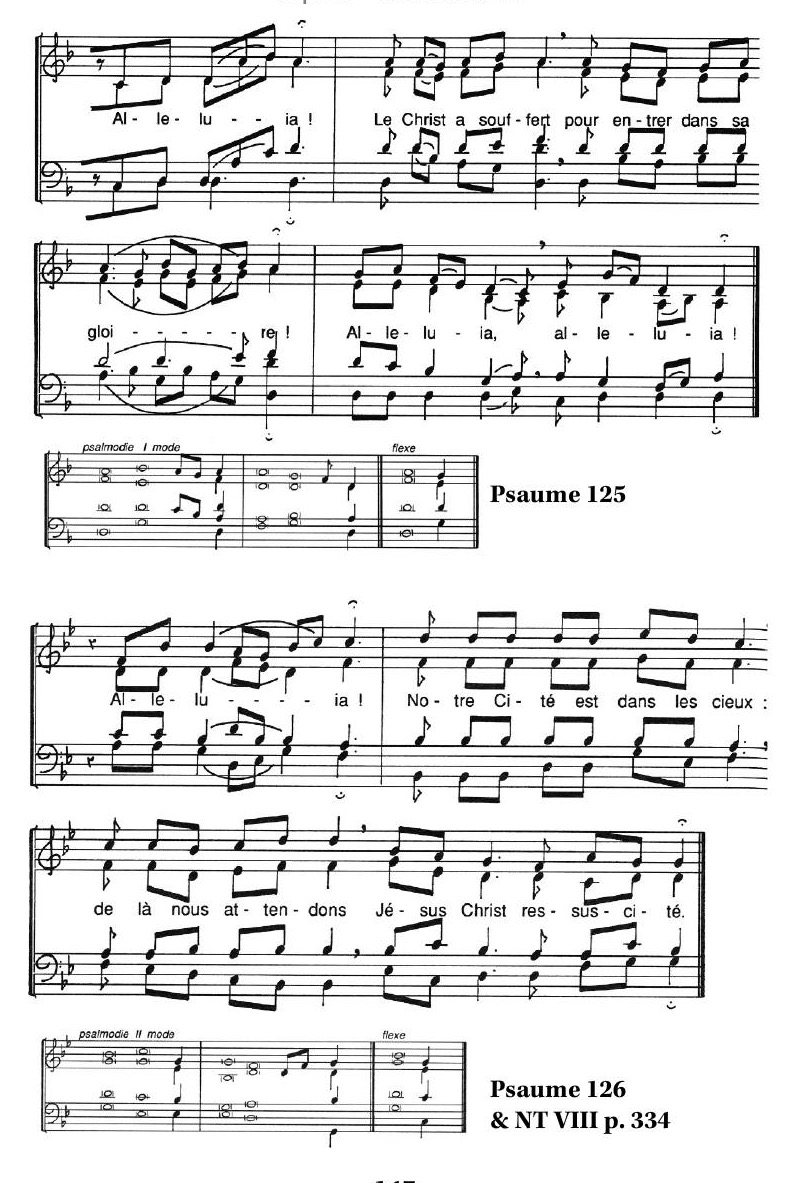 Al- le - lu - - ia ! Le Christ a souf - fert pour en - trer dans sa
gloi - - - - - re ! Al - le - lu - ia, al - le - lu - ia !
psalmodie I mode flexe
Psaume 125
Al - le - lu - - - - ia ! No - tre Ci - té est dans les cieux :
de là nous at - ten - dons Jé - sus Christ res - sus - ci - té.
psalmodie II mode flexe
Psaume 126
& NT VIII p. 334